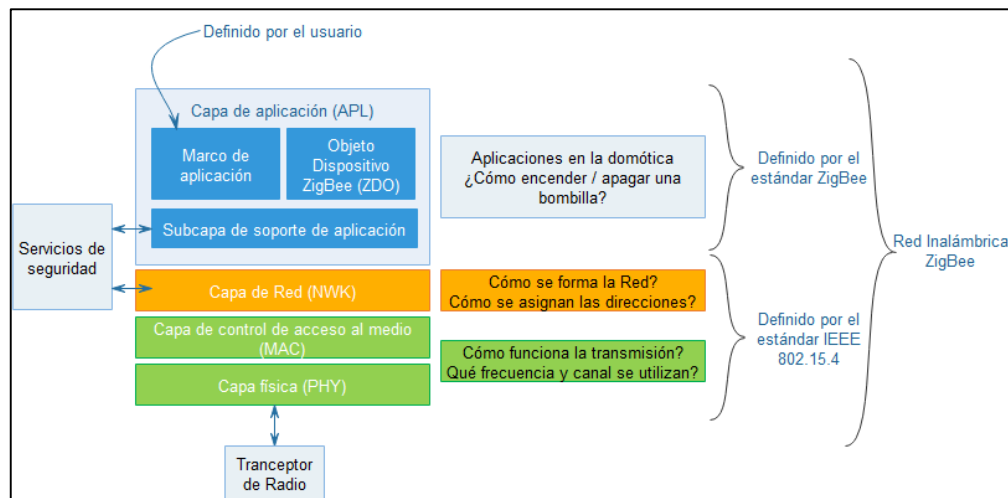 Definido por el usuario
Capa de aplicación (APL)
Marco de
aplicación
Objeto
Dispositivo
ZigBee (ZDO)
Subcapa de soporte de aplicación
Servicios de
seguridad
Capa de Red (NWK)
Capa de control de acceso al medio
(MAC)
Capa física (PHY)
Tranceptor
de Radio
Aplicaciones en la domótica
¿Cómo encender / apagar una
bombilla?
Cómo se forma la Red?
Cómo se asignan las direcciones?
Cómo funciona la transmisión?
Qué frecuencia y canal se utilizan?
Definido por el
estándar ZigBee
Definido por el
estándar IEEE
802.15.4
Red Inalámbrica
ZigBee